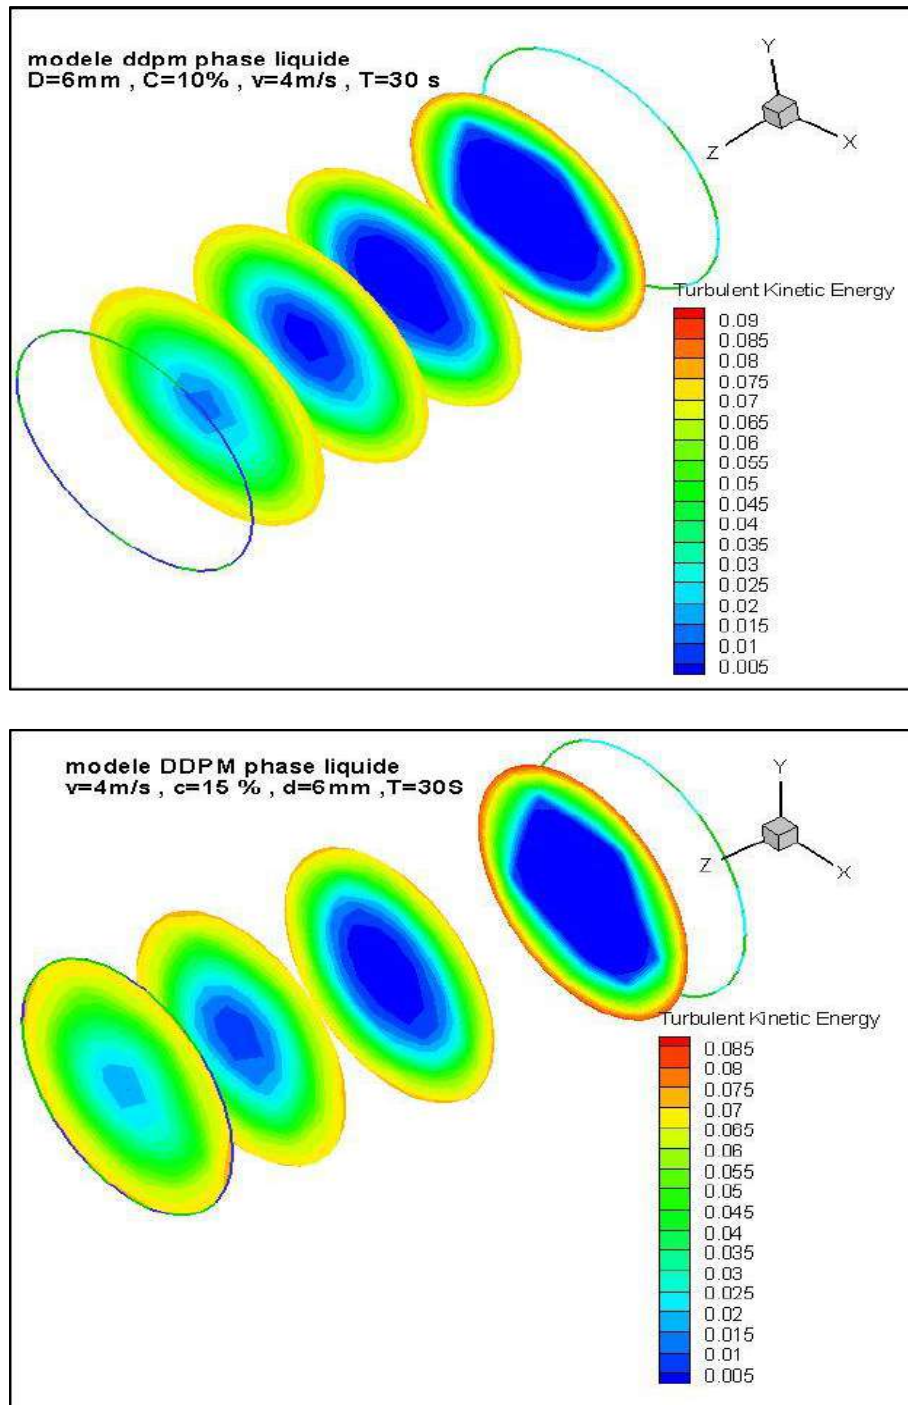 modele ddpm phase liquide
D=6mm , C=10% , v=4m/s , T=30 s
Y
Z
X
Turbulent Kinetic Energy
0.09
0.085
0.08
0.075
0.07
0.065
0.06
0.055
0.05
0.045
0.04
0.035
0.03
0.025
0.02
0.015
0.01
0.005
modele DDPM phase liquide
v=4m/s , c=15 % , d=6mm ,T=30S
Y
Z
X
Turbulent Kinetic Energy
0.085
0.08
0.075
0.07
0.065
0.06
0.055
0.05
0.045
0.04
0.035
0.03
0.025
0.02
0.015
0.01
0.005